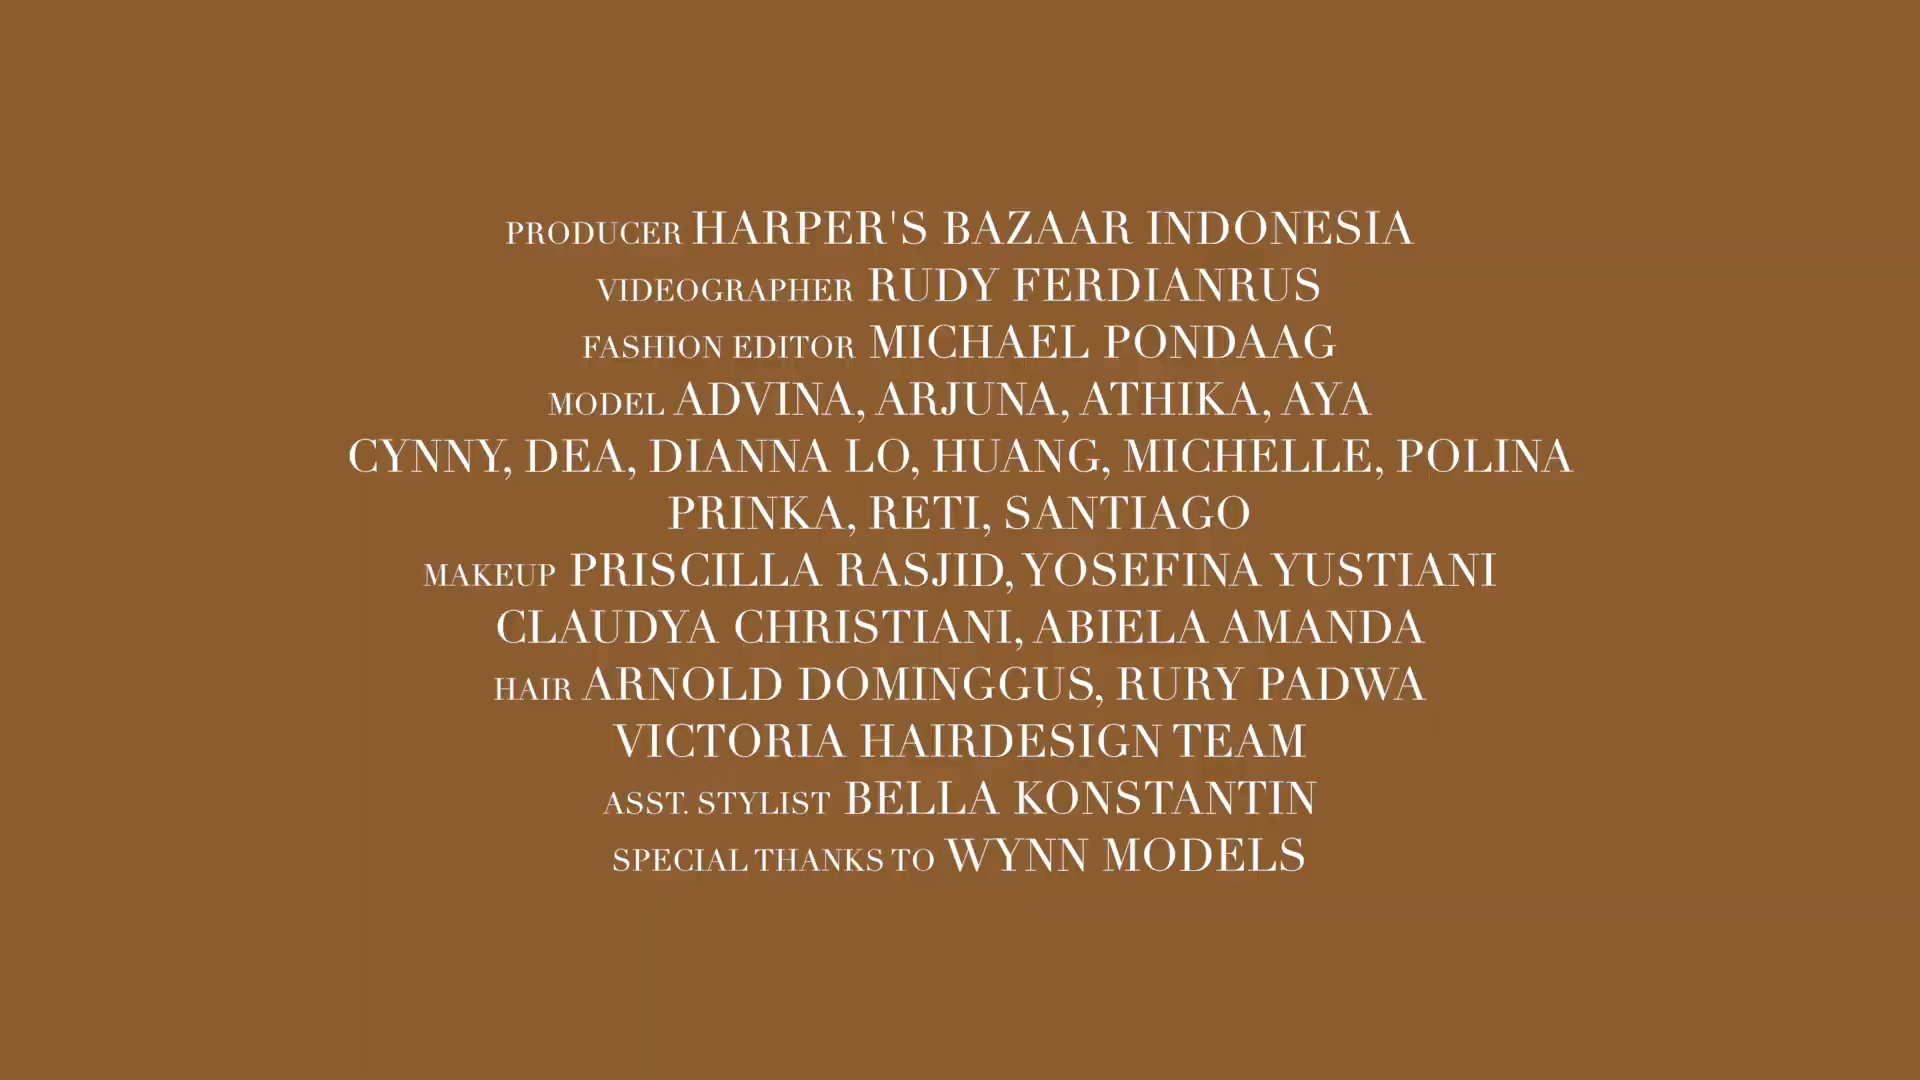 PRODUCER HARPER'S BAZAAR INDONESIA
VIDEOGRAPHER RUDY FERDIANRUS
FASHION EDITOR MICHAEL PONDAAG
MODEL ADVINA, ARJUNA, ATHIKA, AYA
CYNNY, DEA, DIANNA LO, HUANG, MICHELLE, POLINA
PRINKA, RETI, SANTIAGO
MAKEUP PRISCILLA RASJID, YOSEFINA YUSTIANI
CLAUDYA CHRISTIANI, ABIELA AMANDA
HAIR ARNOLD DOMINGGUS, RURY PADWA
VICTORIA HAIRDESIGN TEAM
ASST. STYLIST BELLA KONSTANTIN
SPECIAL THANKS TO WYNN MODELS